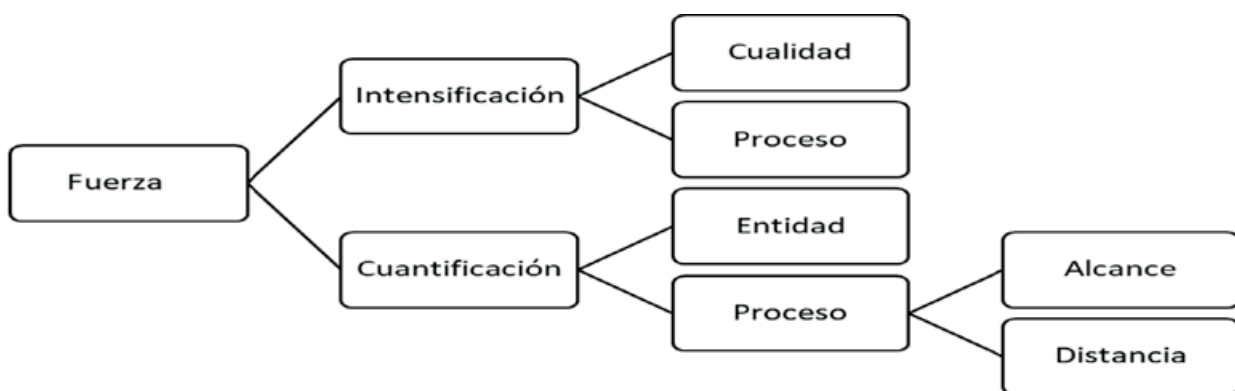 Fuerza
Intensificación
Cualidad
Proceso
Cuantificación
Entidad
Proceso
Alcance
Distancia